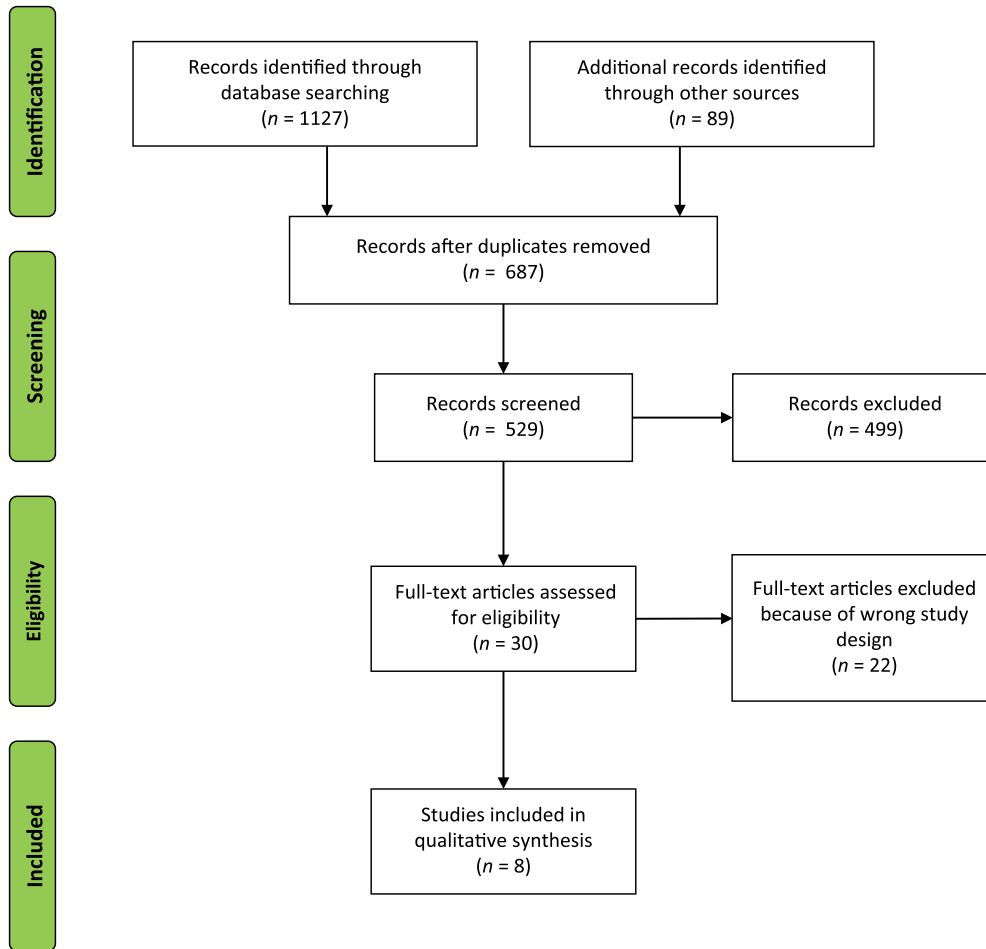 Identification
Records identified through
database searching
(n = 1127)
Additional records identified
through other sources
(n = 89)
Records after duplicates removed
(n = 687)
Screening
Records screened
(n = 529)
Records excluded
(n = 499)
Eligibility
Full-text articles assessed
for eligibility
(n = 30)
Full-text articles excluded
because of wrong study
design
(n = 22)
Included
Studies included in
qualitative synthesis
(n = 8)